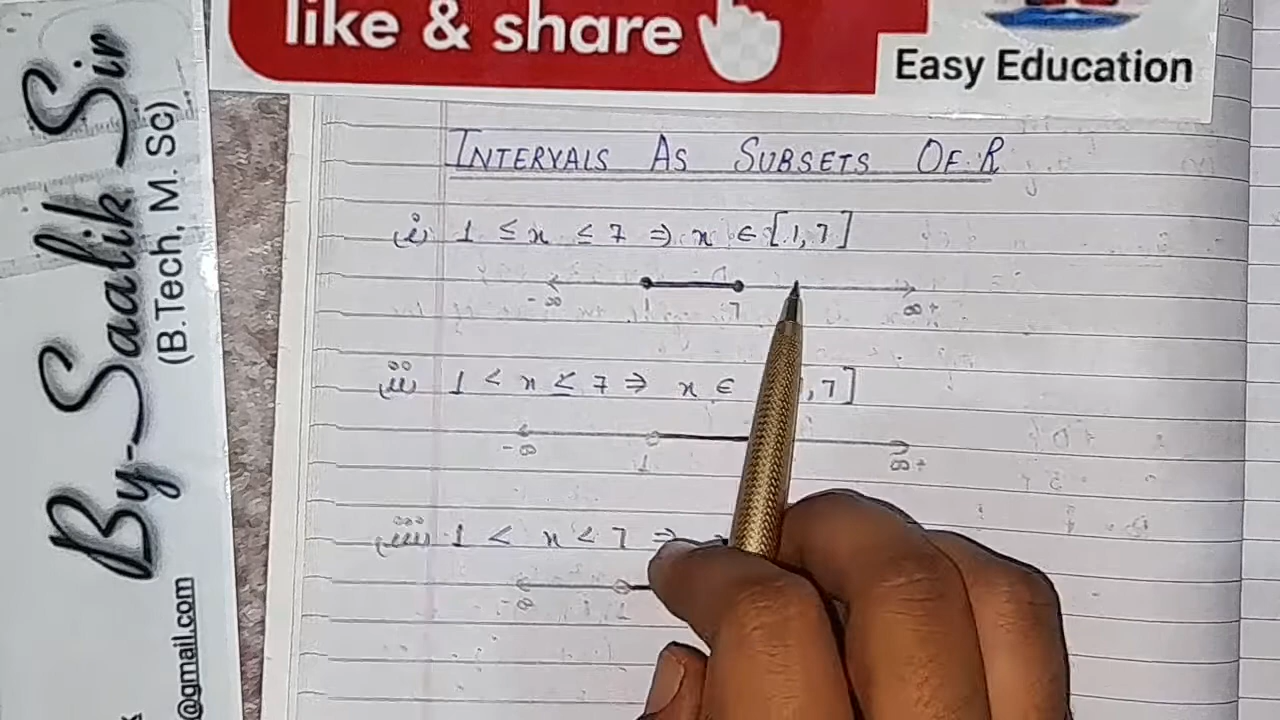 like & share
Easy Education
By-Saalik Sir
(B.Tech, M. SC)
@gmail.com
INTERVALS AS SUBSETS OF R
(i) 1 ≤ x ≤ 7 ⇒ x ∈ [1,7]
-∞ 1 7 ∞+
(ii) 1 < x ≤ 7 ⇒ x ∈ ,7]
-∞ 1 ∞+
(iii) 1 < x < 7 ⇒
-∞ 1